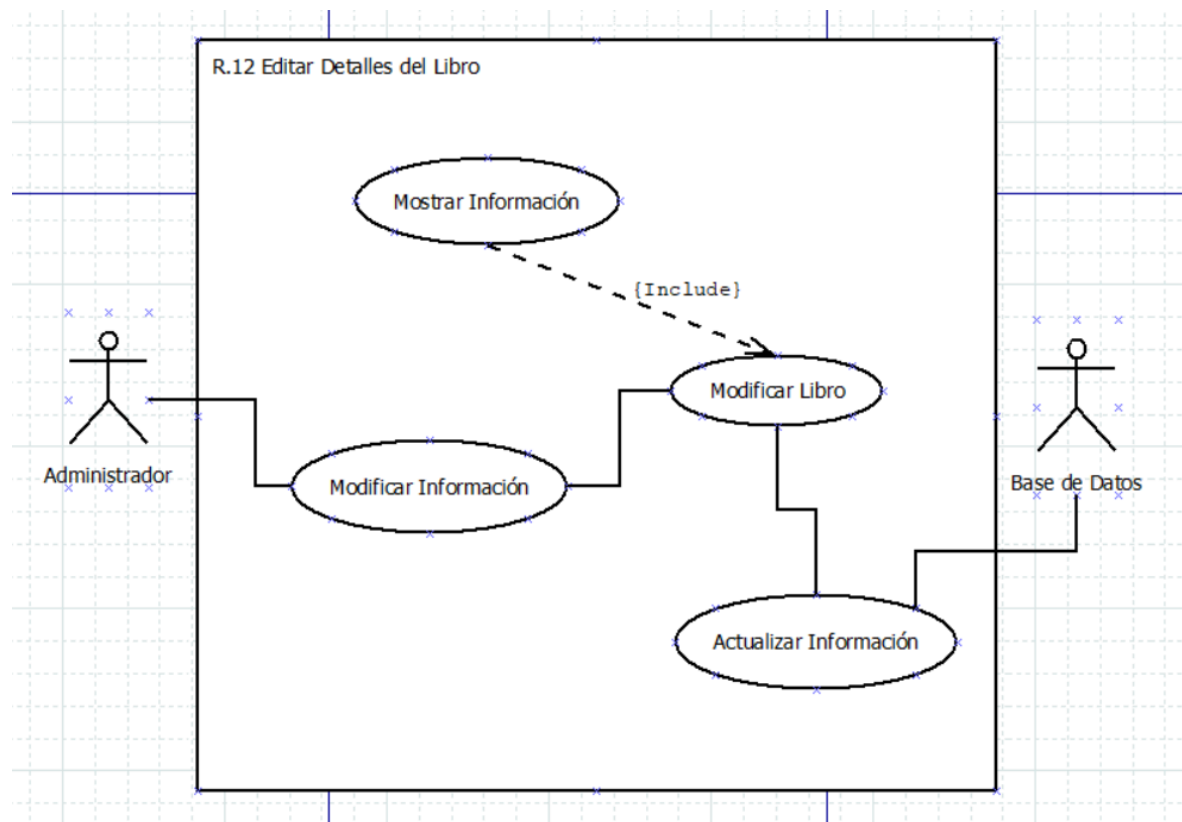 R.12 Editar Detalles del Libro
Mostrar Información
{Include}
Modificar Libro
Administrador
Modificar Información
Base de Datos
Actualizar Información